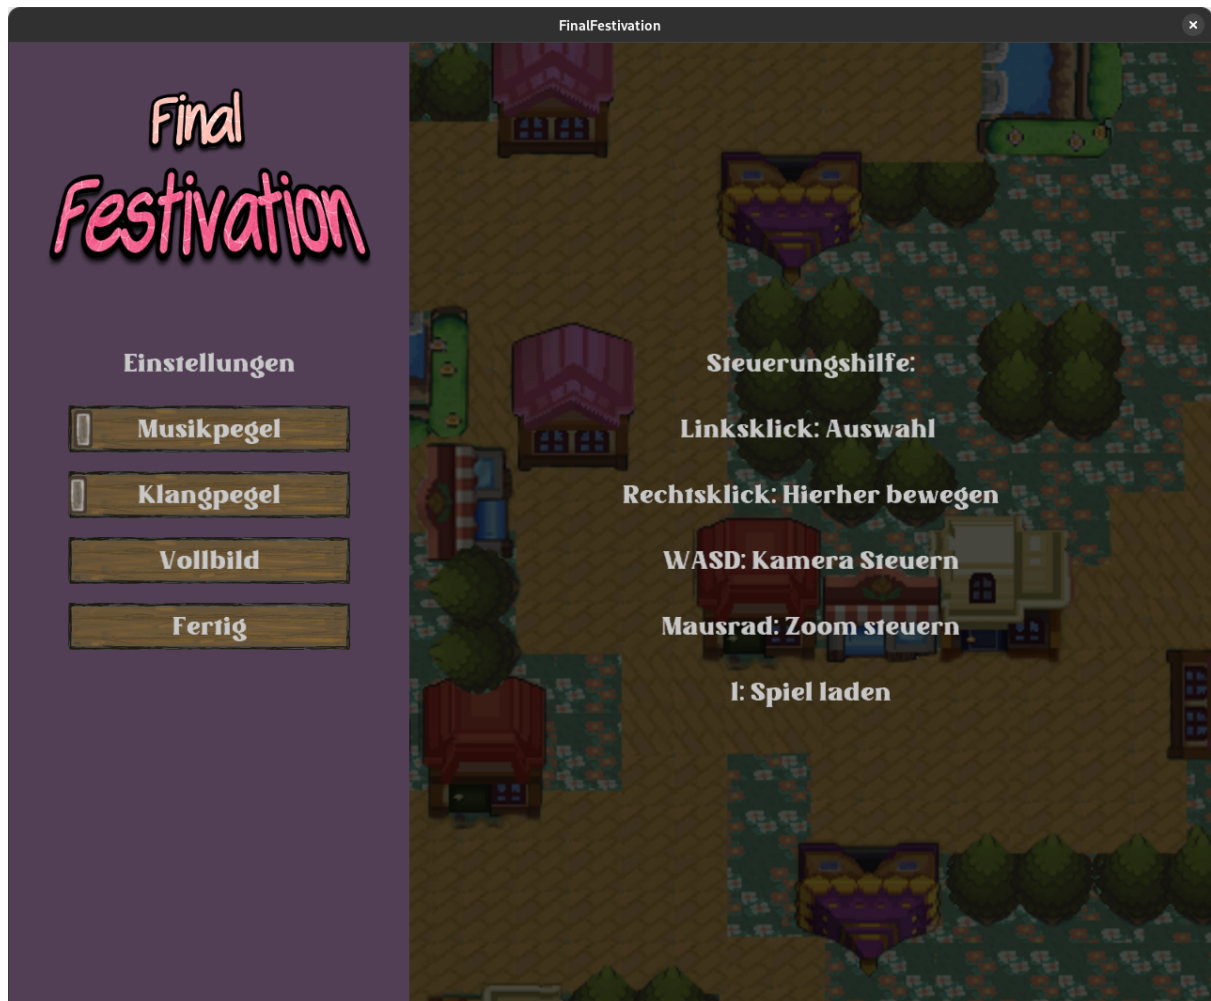 FinalFestivation
Final
Festivation
Einstellungen
Musikpegel
Klangpegel
Vollbild
Fertig
Steuerungshilfe:
Linksklick: Auswahl
Rechtsklick: Hierher bewegen
WASD: Kamera Steuern
Mausrad: Zoom steuern
l: Spiel laden